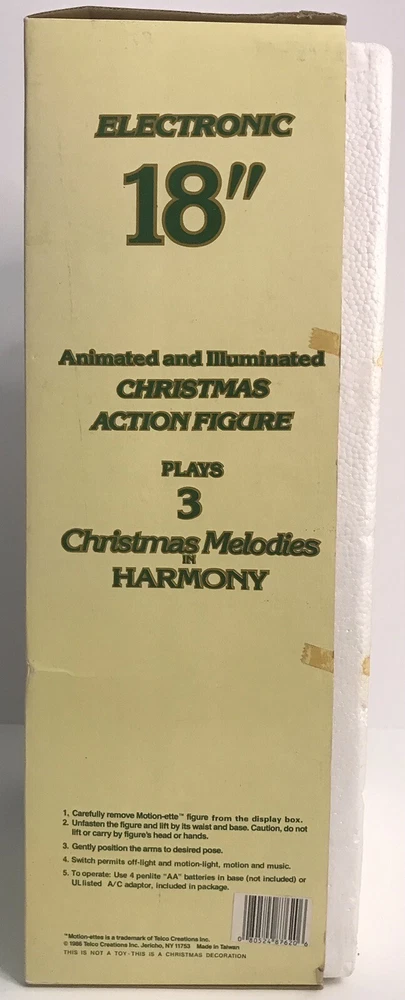 ELECTRONIC
18"
Animated and Illuminated
CHRISTMAS
ACTION FIGURE
PLAYS
3
Christmas Melodies
IN
HARMONY
1. Carefully remove Motion-ette™ figure from the display box.
2. Unfasten the figure and lift by its waist and base. Caution, do not
lift or carry by figure's head or hands.
3. Gently position the arms to desired pose.
4. Switch permits off-light and motion-light, motion and music.
5. To operate: Use 4 penlite "AA" batteries in base (not included) or
UL listed A/C adaptor, included in package.
™Motion-ettes is a trademark of Telco Creations Inc.
© 1986 Telco Creations Inc. Jericho, NY 11753 Made in Taiwan
THIS IS NOT A TOY-THIS IS A CHRISTMAS DECORATION
0 80524 87620 6